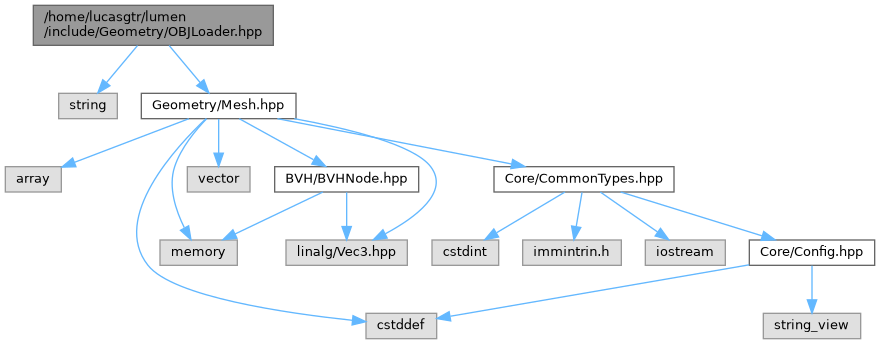 /home/lucasgtr/lumen
/include/Geometry/OBJLoader.hpp
string
Geometry/Mesh.hpp
array
vector
BVH/BVHNode.hpp
Core/CommonTypes.hpp
memory
linalg/Vec3.hpp
cstdint
immintrin.h
iostream
Core/Config.hpp
cstddef
string_view